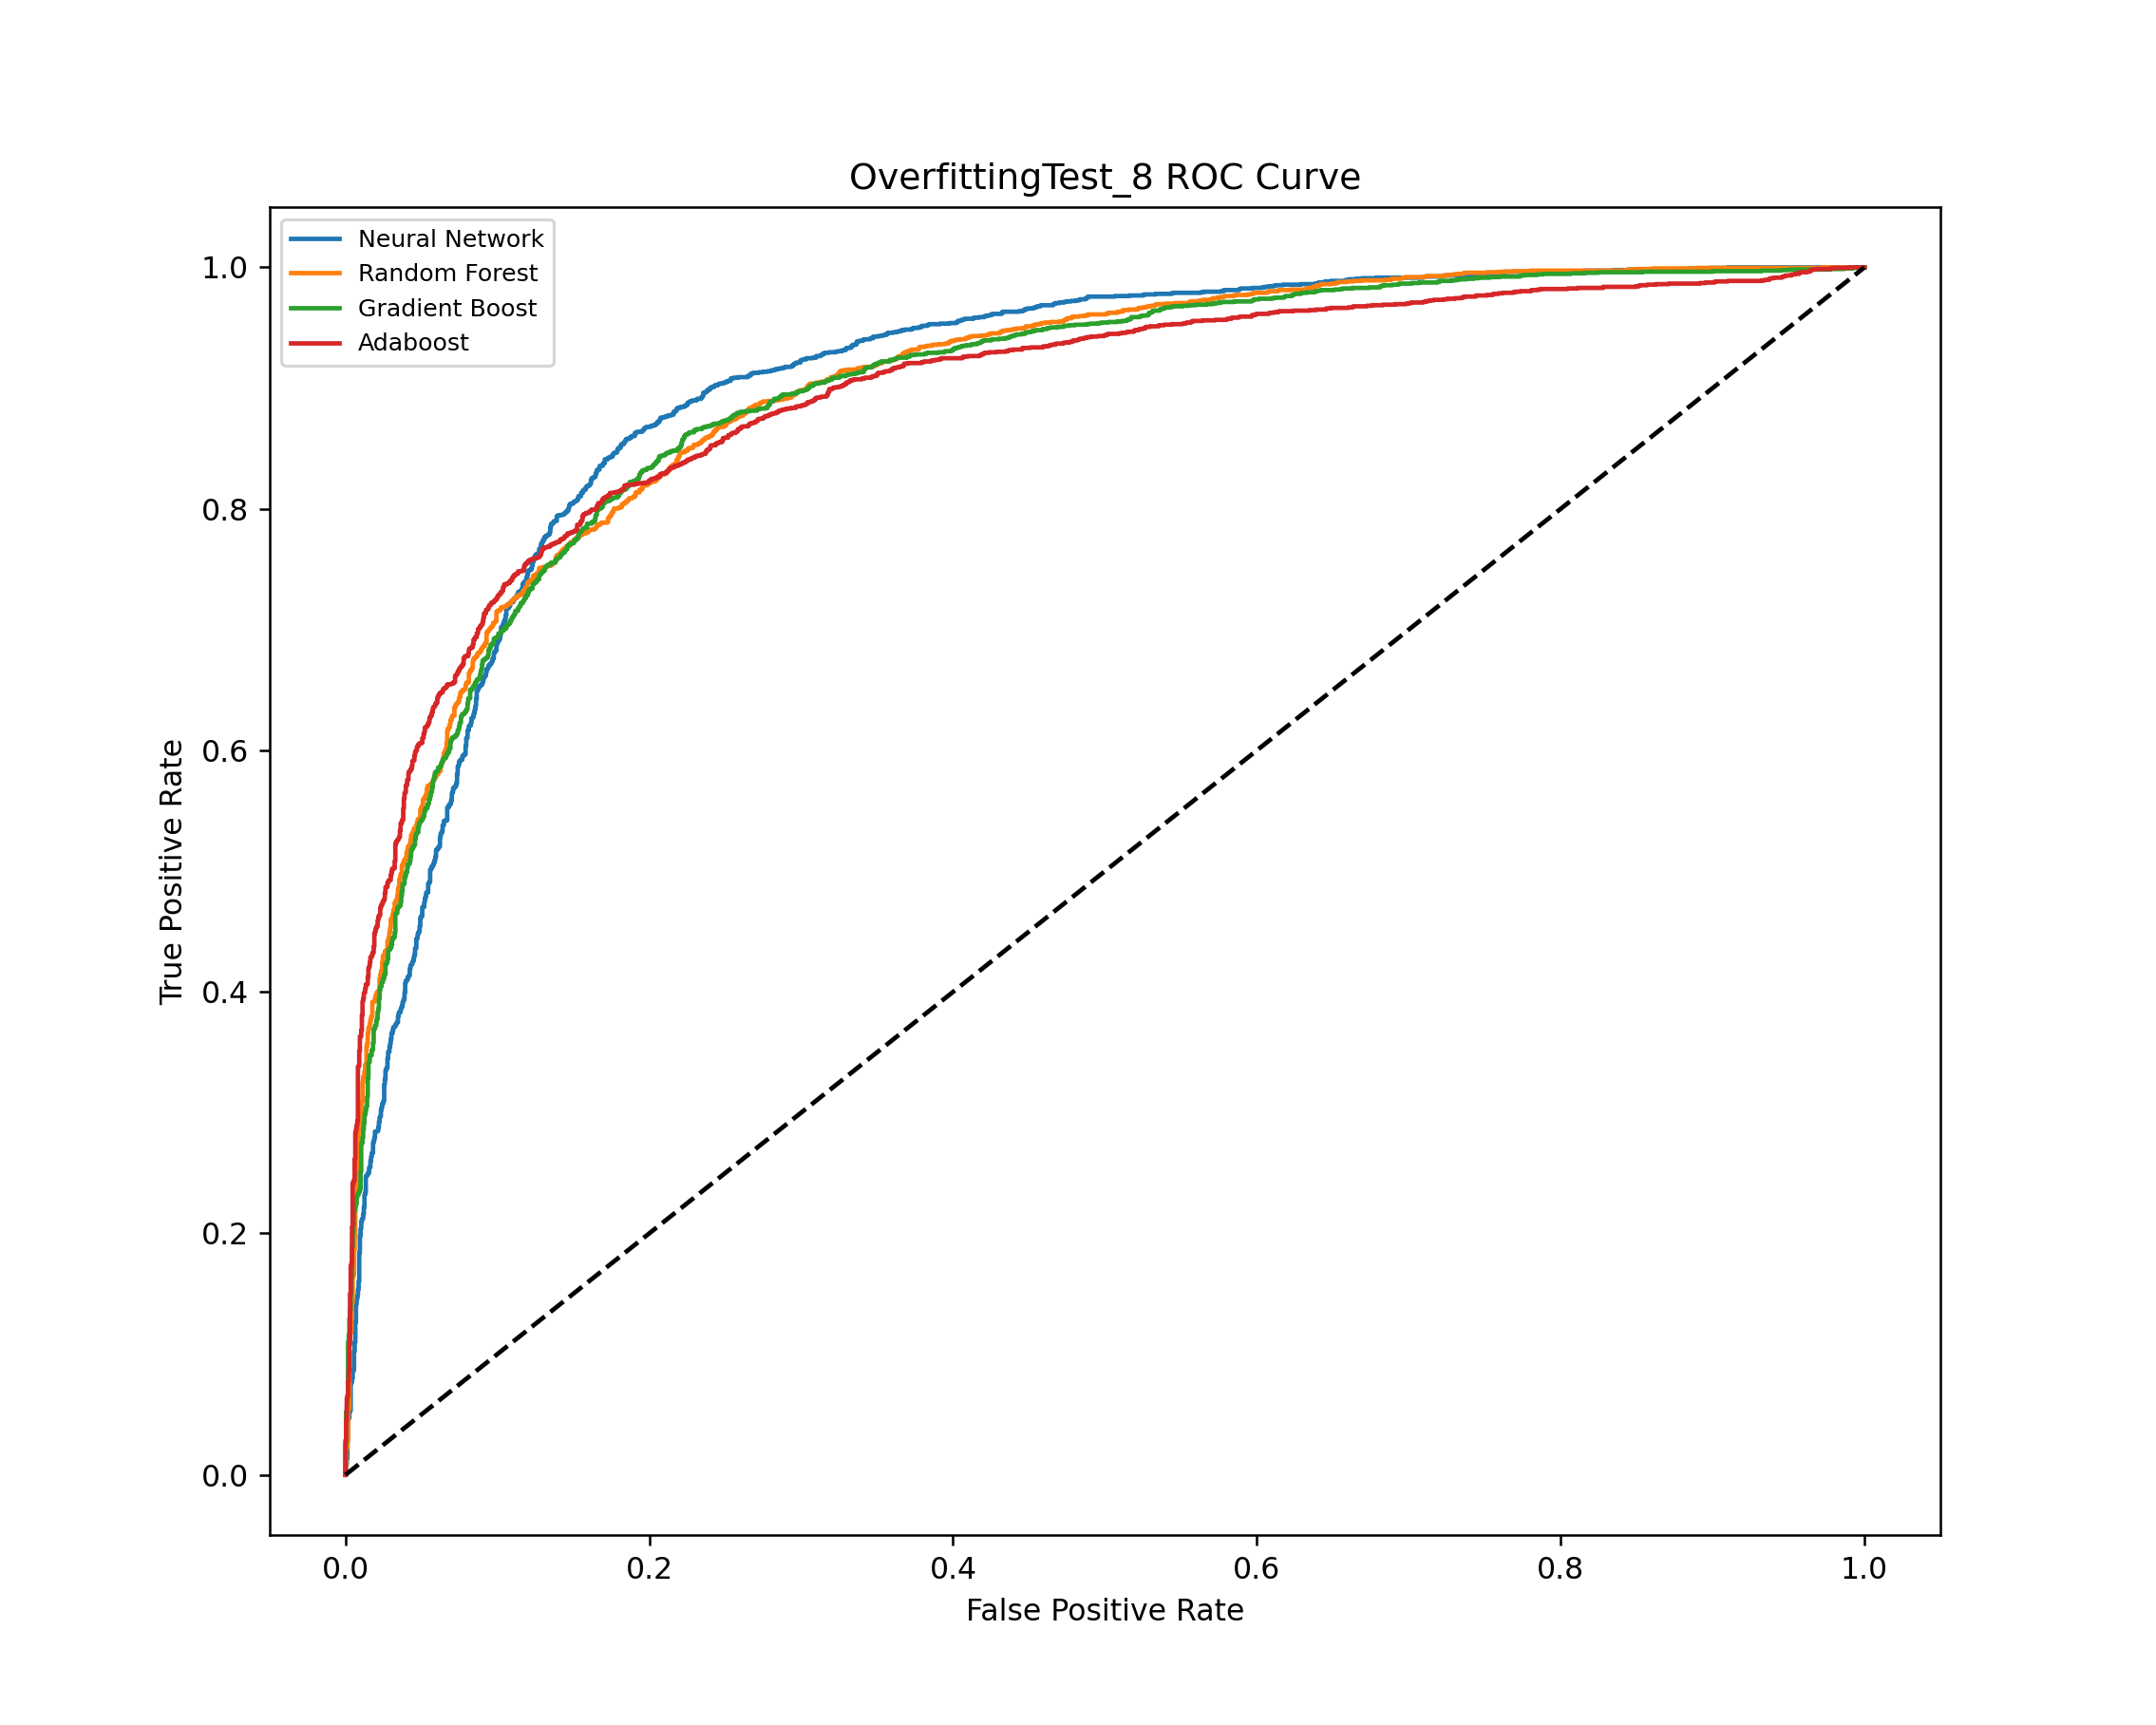 OverfittingTest_8 ROC Curve
Neural Network
Random Forest
Gradient Boost
Adaboost
1.0
0.8
0.6
0.4
0.2
0.0
True Positive Rate
0.0 0.2 0.4 0.6 0.8 1.0
False Positive Rate